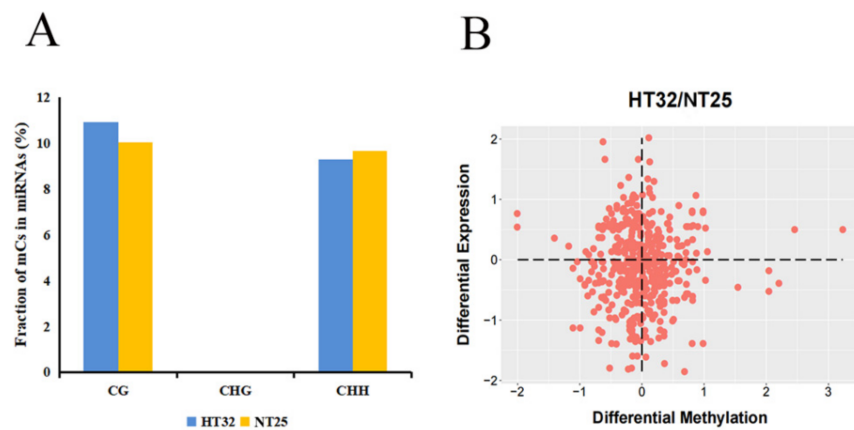 A
Fraction of mCs in miRNAs (%)
12
10
8
6
4
2
0
CG CHG CHH
HT32 NT25
B
HT32/NT25
Differential Expression
2
1
0
−1
−2
−2 −1 0 1 2 3
Differential Methylation